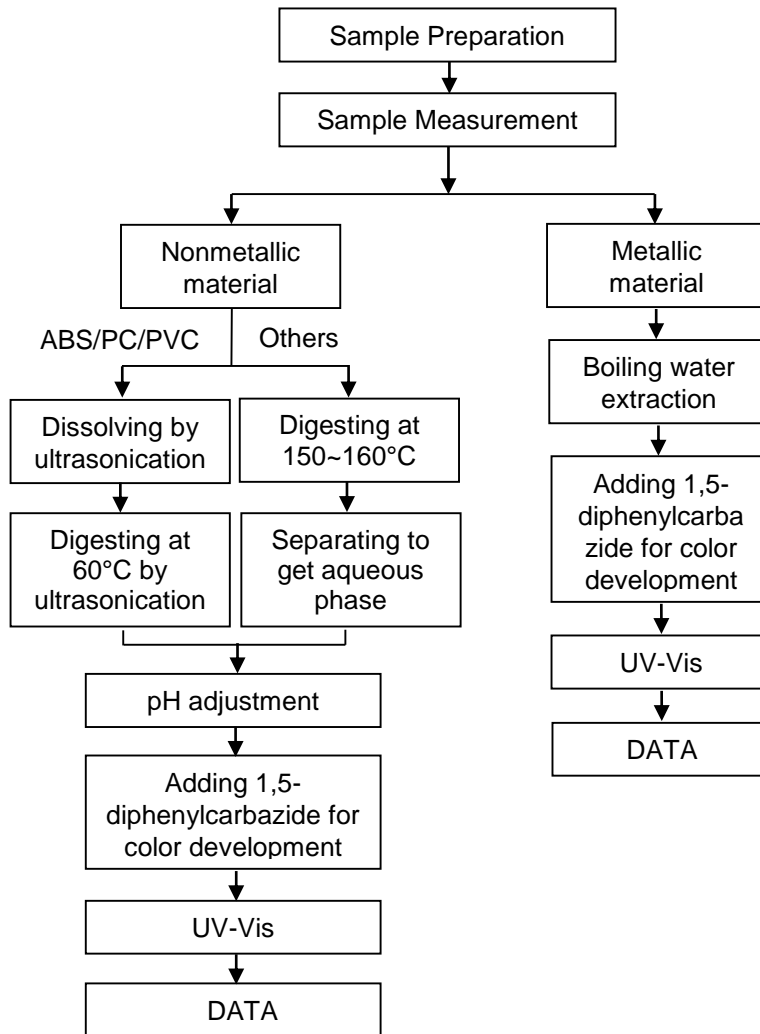 Sample Preparation
Sample Measurement
Nonmetallic
material
Metallic
material
ABS/PC/PVC
Others
Boiling water
extraction
Dissolving by
ultrasonication
Digesting at
150~160°C
Adding 1,5-
diphenylcarba
zide for color
development
Digesting at
60°C by
ultrasonication
Separating to
get aqueous
phase
UV-Vis
pH adjustment
DATA
Adding 1,5-
diphenylcarbazide for
color development
UV-Vis
DATA